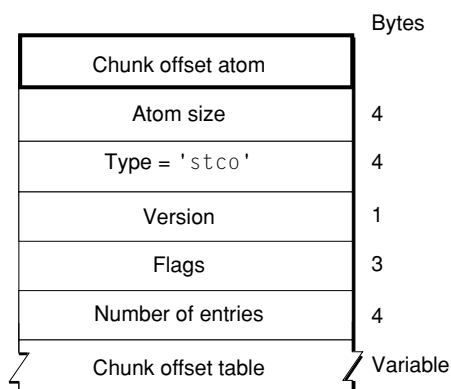 Bytes
Chunk offset atom
Atom size 4
Type = 'stco' 4
Version 1
Flags 3
Number of entries 4
Chunk offset table Variable